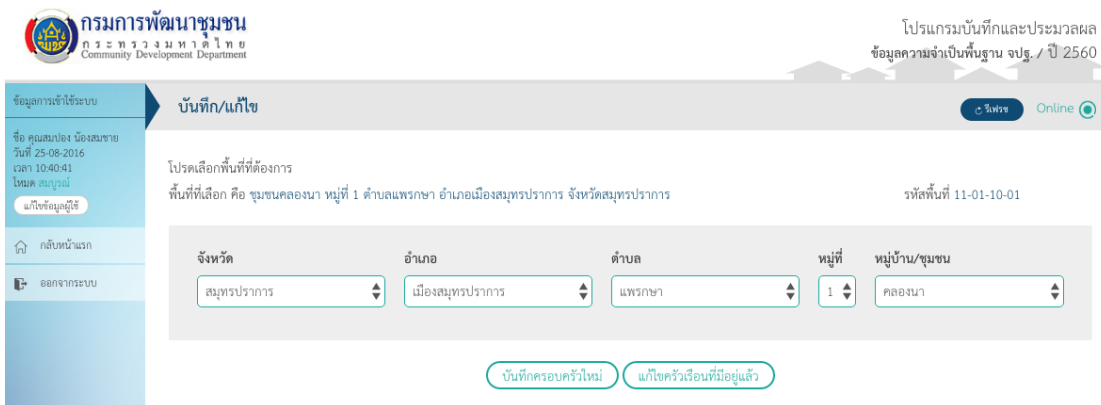 กรมการพัฒนาชุมชน
กระทรวงมหาดไทย
Community Development Department
โปรแกรมบันทึกและประมวลผล
ข้อมูลความจำเป็นพื้นฐาน จปฐ. / ปี 2560
ข้อมูลการเข้าใช้ระบบ
บันทึก/แก้ไข
รีเฟรช
Online
ชื่อ คุณสมปอง น้องสมชาย
วันที่ 25-08-2016
เวลา 10:40:41
โหมด สมบูรณ์
แก้ไขข้อมูลผู้ใช้
กลับหน้าแรก
ออกจากระบบ
โปรดเลือกพื้นที่ที่ต้องการ
พื้นที่ที่เลือก คือ ชุมชนคลองนา หมู่ที่ 1 ตำบลแพรกษา อำเภอเมืองสมุทรปราการ จังหวัดสมุทรปราการ
รหัสพื้นที่ 11-01-10-01
จังหวัด อำเภอ ตำบล หมู่ที่ หมู่บ้าน/ชุมชน
สมุทรปราการ เมืองสมุทรปราการ แพรกษา 1 คลองนา
บันทึกครอบครัวใหม่ แก้ไขครัวเรือนที่มีอยู่แล้ว